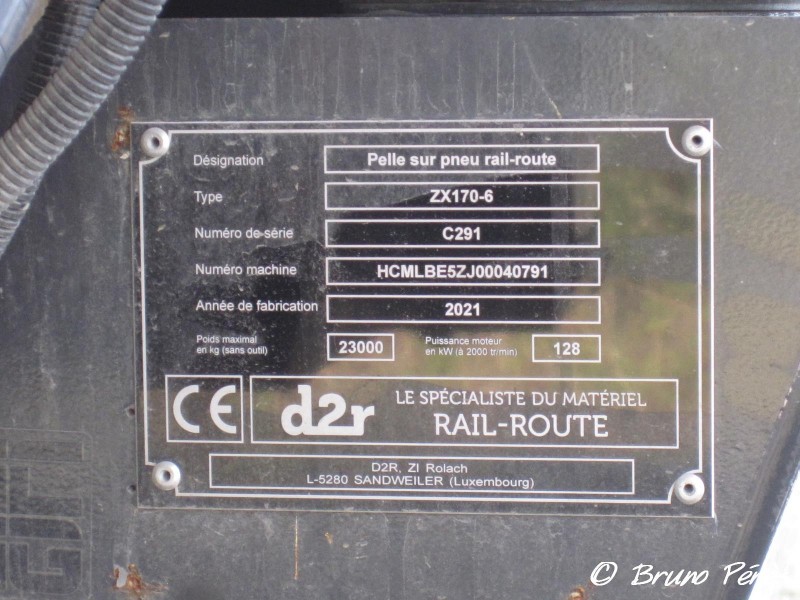 Désignation Pelle sur pneu rail-route
Type ZX170-6
Numéro de série C291
Numéro machine HCMLBE5ZJ00040791
Année de fabrication 2021
Poids maximal
en kg (sans outil) 23000
Puissance moteur
en kW (à 2000 tr/min) 128
CE
d2r
LE SPÉCIALISTE DU MATÉRIEL
RAIL-ROUTE
D2R, ZI Rolach
L-5280 SANDWEILER (Luxembourg)
© Bruno